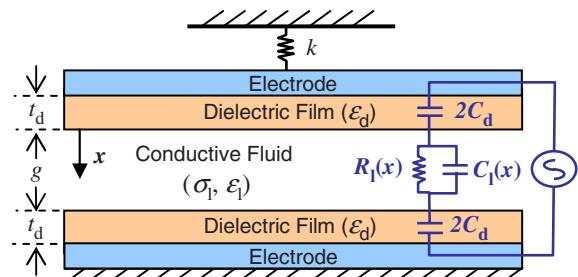 k
Electrode
t_d
Dielectric Film (ε_d)
2C_d
x
g
Conductive Fluid
(σ_l, ε_l)
R_l(x)
C_l(x)
t_d
Dielectric Film (ε_d)
2C_d
Electrode